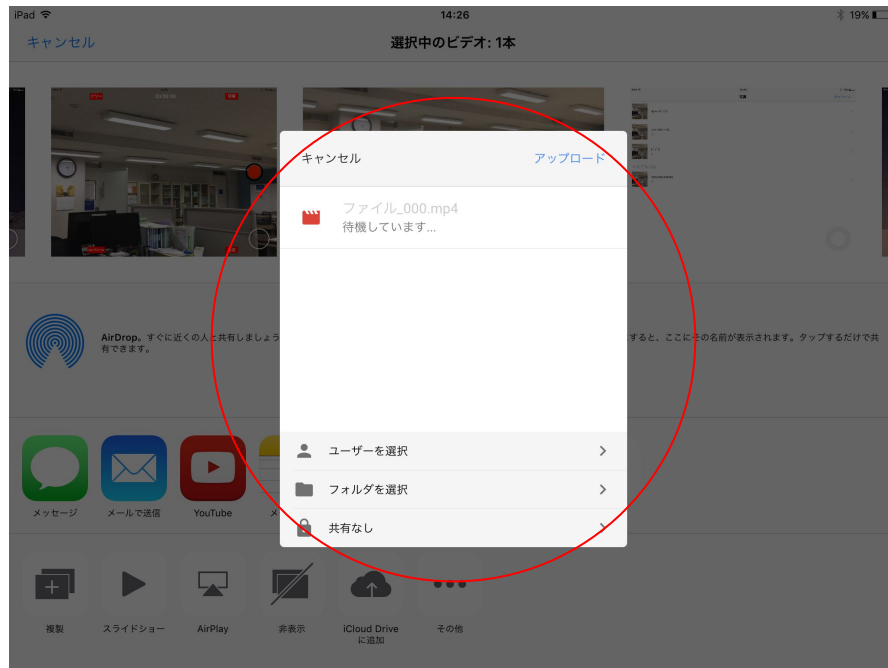 iPad
14:26
19%
キャンセル
選択中のビデオ: 1本
キャンセル
アップロード
ファイル_000.mp4
待機しています...
AirDrop。すぐに近くの人と共有しましょう
すると、ここにその名前が表示されます。タップするだけで共
有できます。
ユーザーを選択
フォルダを選択
共有なし
メッセージ
メールで送信
YouTube
メ
複製
スライドショー
AirPlay
非表示
iCloud Drive
に追加
その他